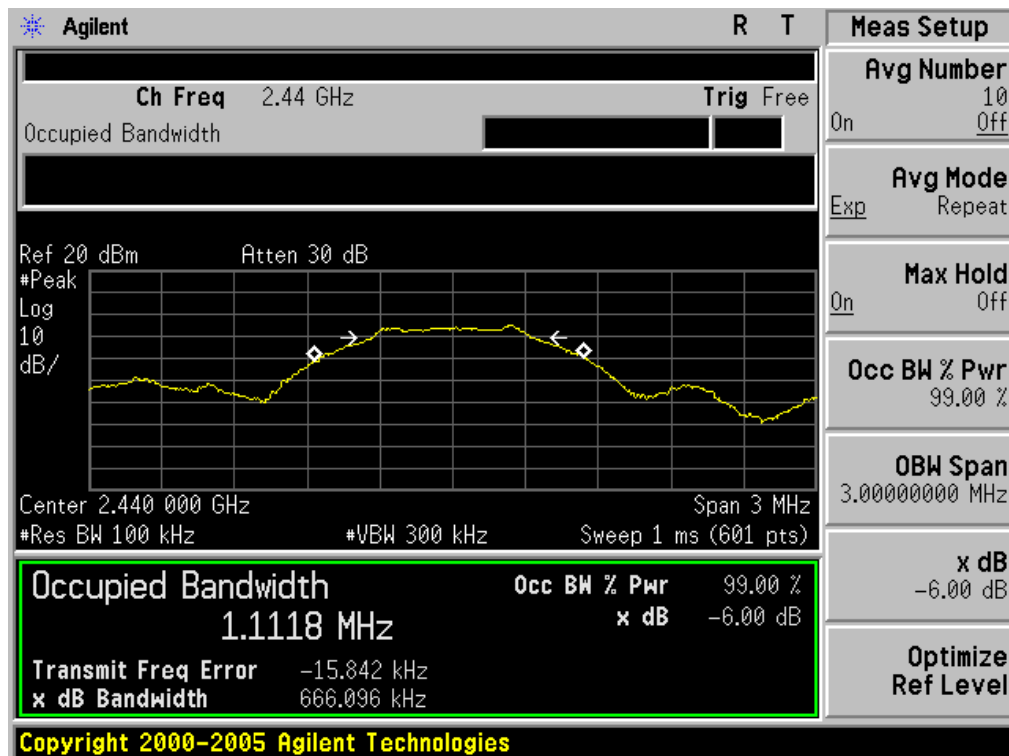 Agilent R T
Ch Freq 2.44 GHz Trig Free
Occupied Bandwidth
Ref 20 dBm Atten 30 dB
#Peak
Log
10
dB/
Center 2.440 000 GHz Span 3 MHz
#Res BW 100 kHz #VBW 300 kHz Sweep 1 ms (601 pts)
Occupied Bandwidth
1.1118 MHz
Occ BW % Pwr 99.00 %
x dB -6.00 dB
Transmit Freq Error -15.842 kHz
x dB Bandwidth 666.096 kHz
Copyright 2000-2005 Agilent Technologies
Meas Setup
Avg Number
10
On Off
Avg Mode
Exp Repeat
Max Hold
On Off
Occ BW % Pwr
99.00 %
OBW Span
3.00000000 MHz
x dB
-6.00 dB
Optimize
Ref Level